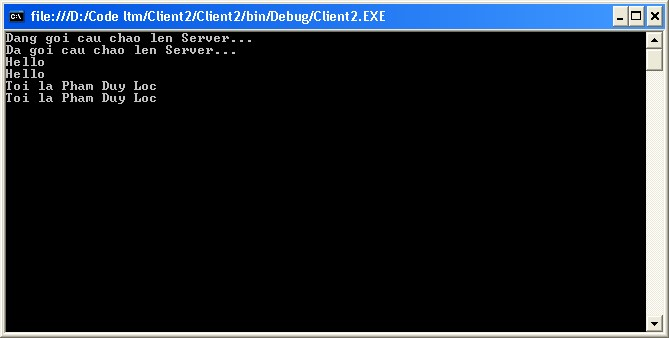 file:///D:/Code ltm/Client2/Client2/bin/Debug/Client2.EXE
Dang goi cau chao len Server...
Da goi cau chao len Server...
Hello
Hello
Toi la Pham Duy Loc
Toi la Pham Duy Loc